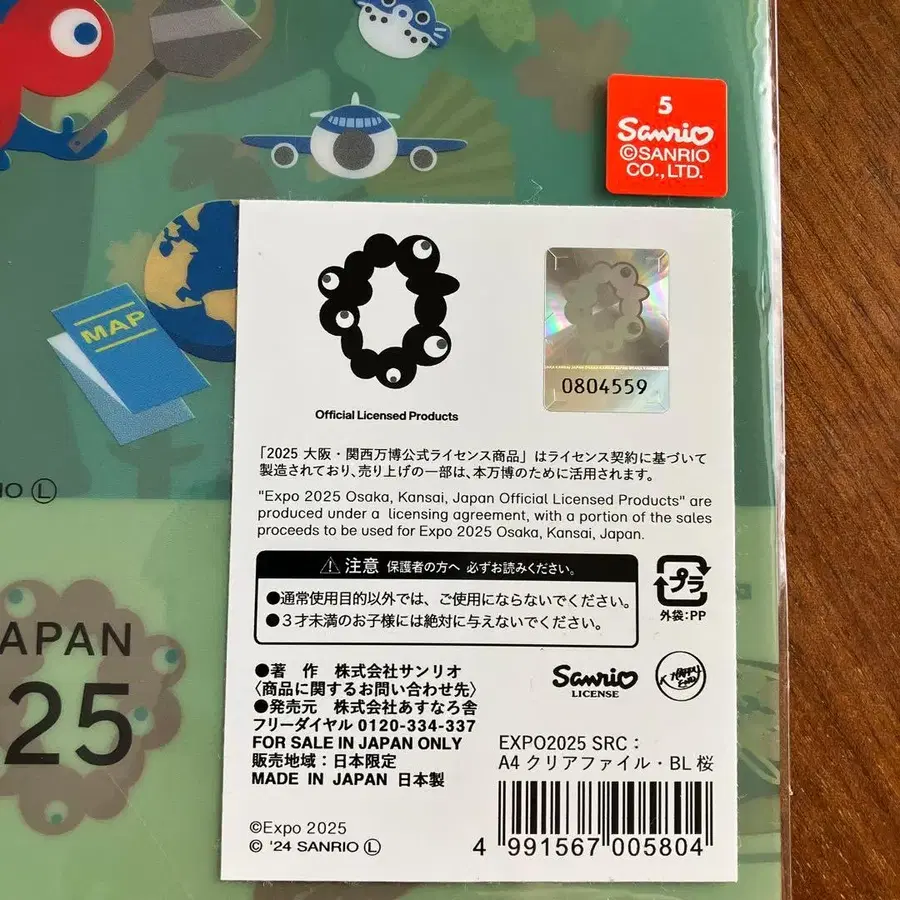 5
Sanrio
©SANRIO
CO., LTD.
MAP
Official Licensed Products
0804559
「2025 大阪・関西万博公式ライセンス商品」はライセンス契約に基づいて
製造されており、売り上げの一部は、本万博のために活用されます。
"Expo 2025 Osaka, Kansai, Japan Official Licensed Products" are
produced under a licensing agreement, with a portion of the sales
proceeds to be used for Expo 2025 Osaka, Kansai, Japan.
IO Ⓛ
⚠ 注意 保護者の方へ 必ずお読みください。
●通常使用目的以外では、ご使用にならないでください。
●3才未満のお子様には絶対に与えないでください。
プラ
外袋:PP
JAPAN
25
●著 作 株式会社サンリオ
〈商品に関するお問い合わせ先〉
●発売元 株式会社あすなろ舎
フリーダイヤル 0120-334-337
FOR SALE IN JAPAN ONLY
販売地域:日本限定
MADE IN JAPAN 日本製
Sanrio
LICENSE
EXPO2025 SRC:
A4 クリアファイル・BL 桜
©Expo 2025
© '24 SANRIO Ⓛ
4 991567 005804